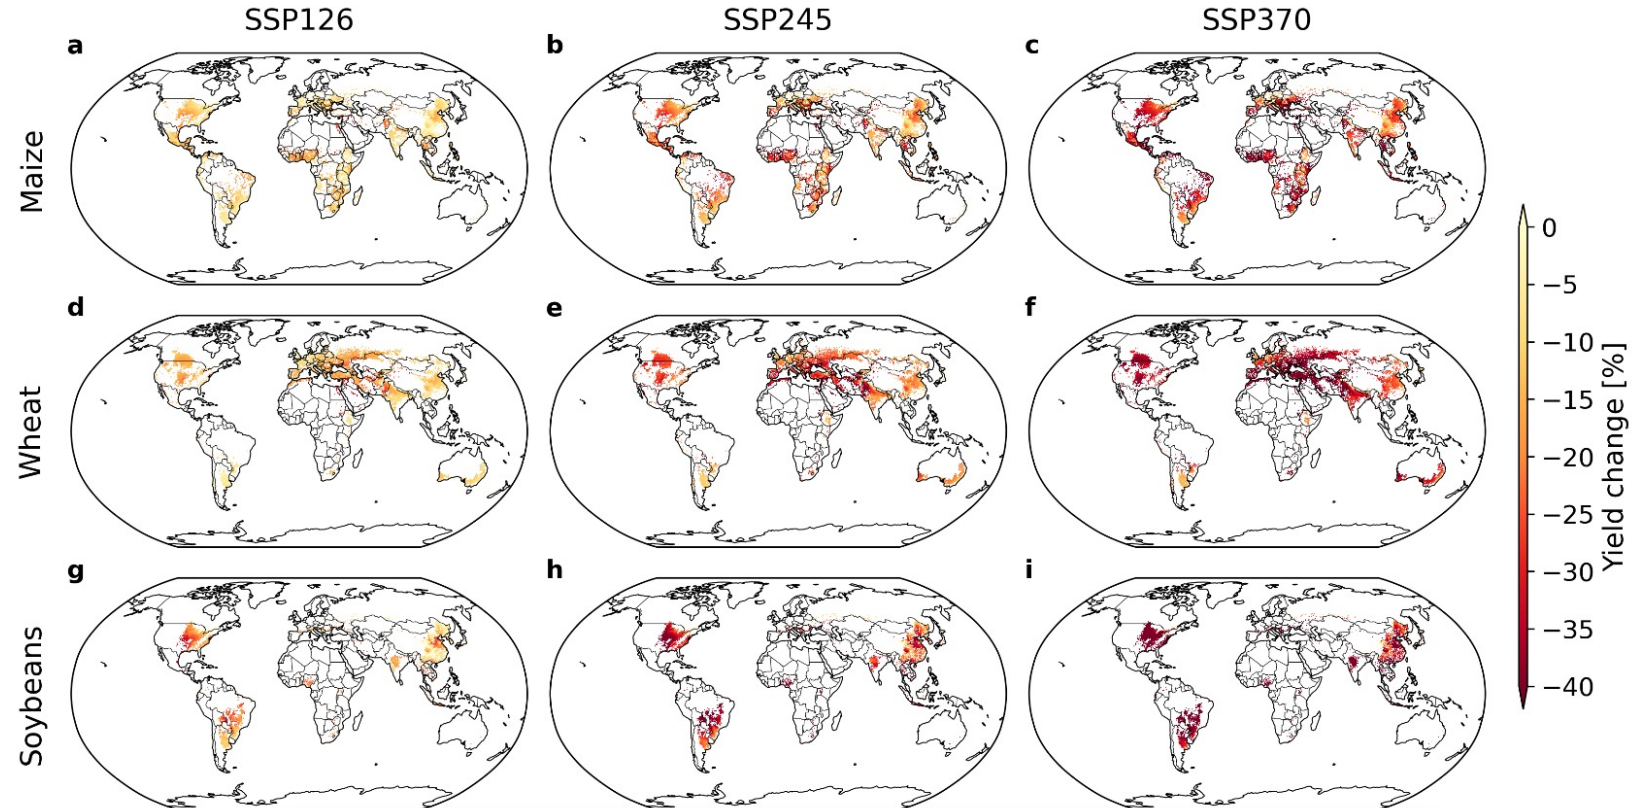 SSP126 SSP245 SSP370
a b c
Maize
d e f
Wheat
g h i
Soybeans
0
−5
−10
−15
−20
−25
−30
−35
−40
Yield change [%]